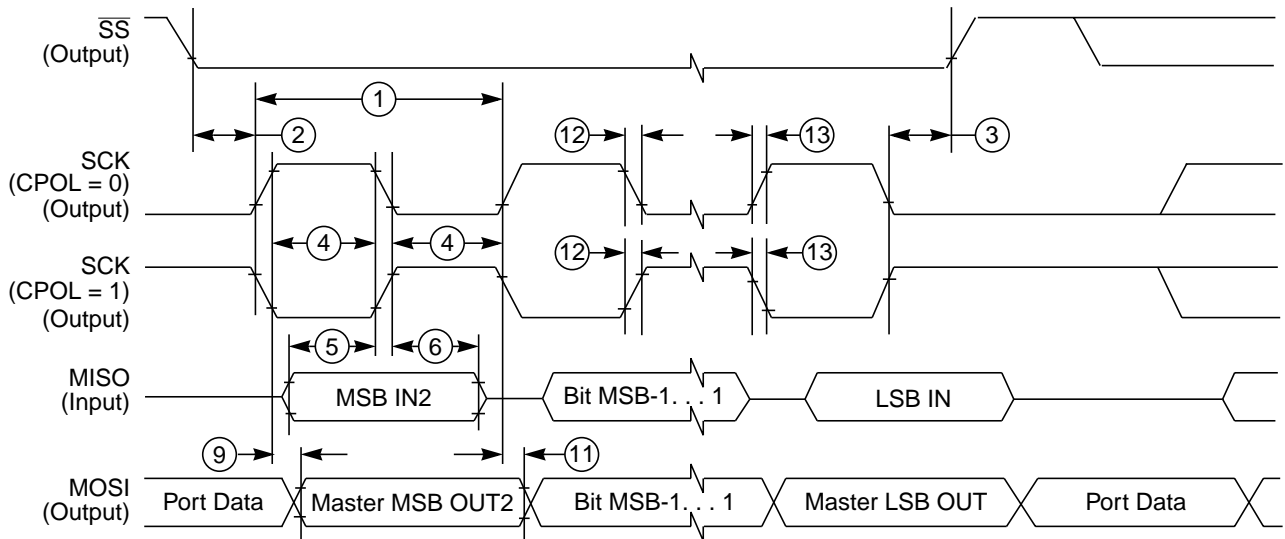 SS
(Output)
1
2
12
13
3
SCK
(CPOL = 0)
(Output)
4
4
12
13
SCK
(CPOL = 1)
(Output)
5
6
MISO
(Input)
MSB IN2
Bit MSB-1. . . 1
LSB IN
9
11
MOSI
(Output)
Port Data
Master MSB OUT2
Bit MSB-1. . . 1
Master LSB OUT
Port Data